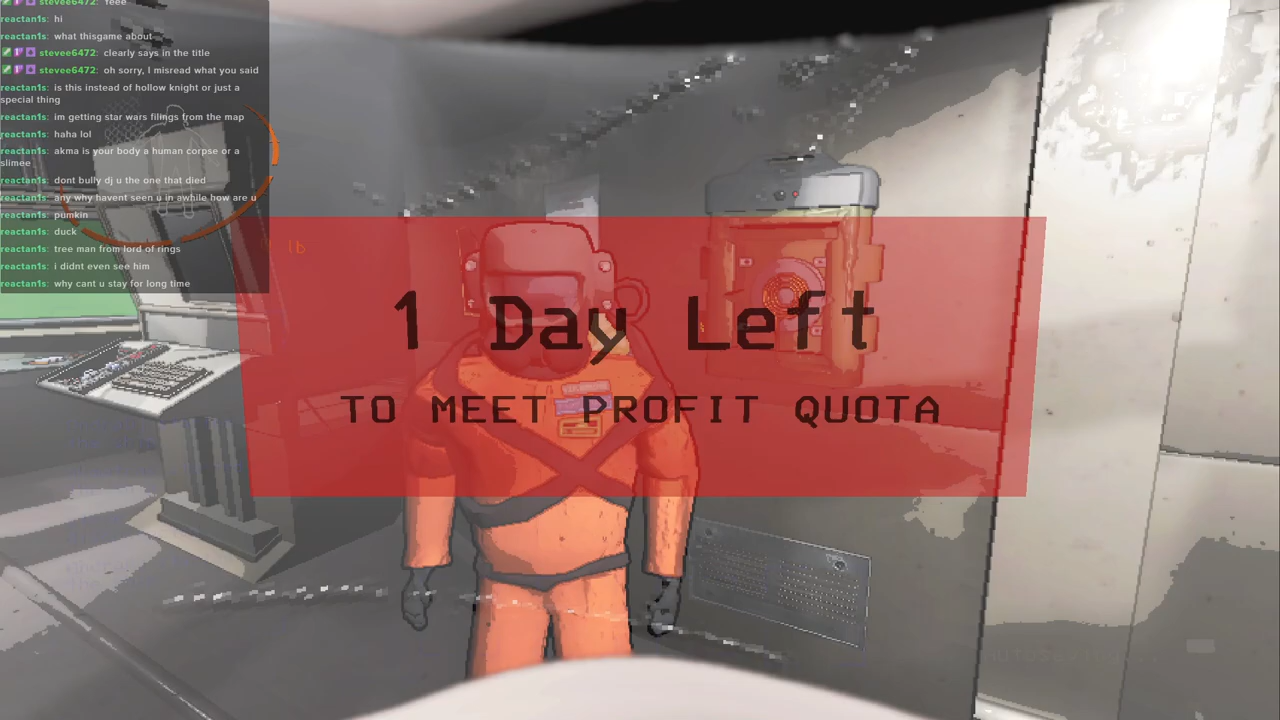 stevee6472: feee
reactan1s: hi
reactan1s: what thisgame about
stevee6472: clearly says in the title
stevee6472: oh sorry, I misread what you said
reactan1s: is this instead of hollow knight or just a
special thing
reactan1s: im getting star wars filings from the map
reactan1s: haha lol
reactan1s: akma is your body a human corpse or a
slimee
reactan1s: dont bully dj u the one that died
reactan1s: any why havent seen u in awhile how are u
reactan1s: pumkin
reactan1s: duck
reactan1s: tree man from lord of rings
reactan1s: i didnt even see him
reactan1s: why cant u stay for long time
lb
1 Day Left
TO MEET PROFIT QUOTA
Autosaving...